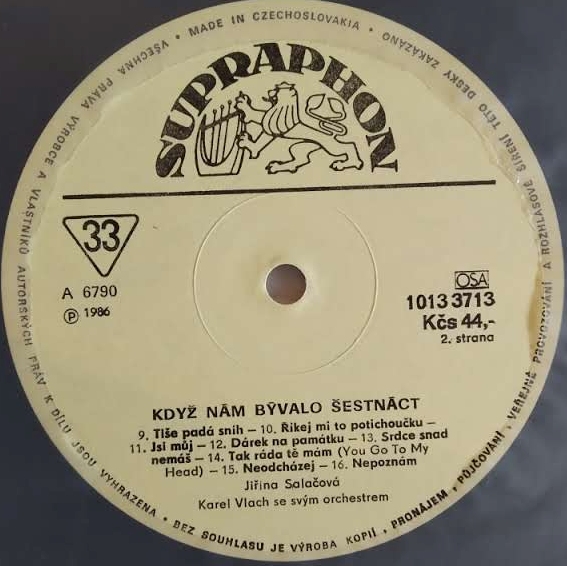 • MADE IN CZECHOSLOVAKIA • VŠECHNA PRÁVA VÝROBCE A VLASTNÍKŮ AUTORSKÝCH PRÁV K DÍLU JSOU VYHRAZENA • BEZ SOUHLASU JE VÝROBA KOPIÍ, PRONÁJEM, PŮJČOVÁNÍ, VEŘEJNÉ PROVOZOVÁNÍ A ROZHLASOVÉ ŠÍŘENÍ TÉTO DESKY ZAKÁZÁNO
SUPRAPHON
33
A 6790
Ⓟ 1986
OSA
1013 3713
Kčs 44,-
2. strana
KDYŽ NÁM BÝVALO ŠESTNÁCT
9. Tiše padá sníh – 10. Říkej mi to potichoučku –
11. Jsi můj – 12. Dárek na památku – 13. Srdce snad
nemáš – 14. Tak ráda tě mám (You Go To My
Head) – 15. Neodcházej – 16. Nepoznám
Jiřina Salačová
Karel Vlach se svým orchestrem